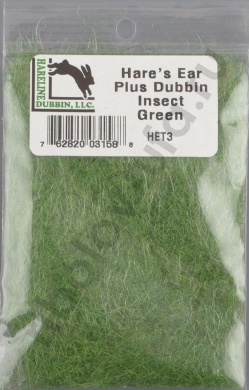 HARELINE
DUBBIN, LLC.
Hare's Ear
Plus Dubbin
Insect
Green
HET3
7 62820 03158 8